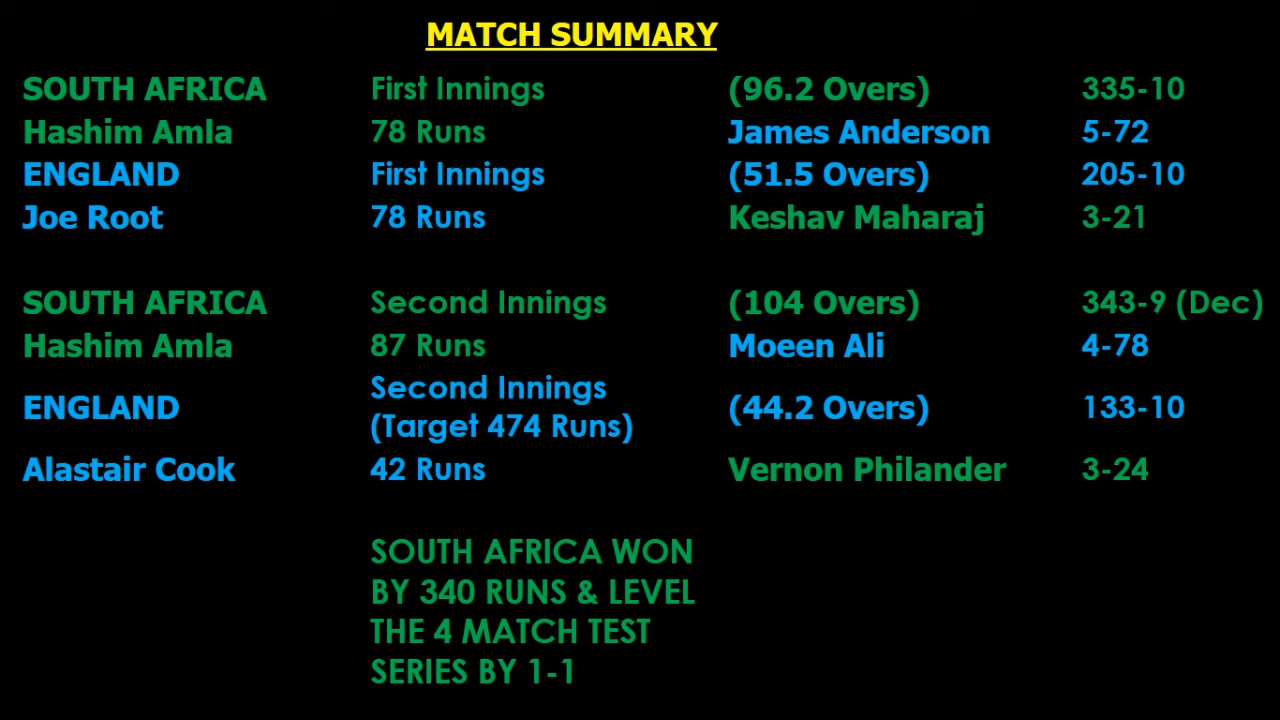 MATCH SUMMARY
SOUTH AFRICA First Innings (96.2 Overs) 335-10
Hashim Amla 78 Runs James Anderson 5-72
ENGLAND First Innings (51.5 Overs) 205-10
Joe Root 78 Runs Keshav Maharaj 3-21
SOUTH AFRICA Second Innings (104 Overs) 343-9 (Dec)
Hashim Amla 87 Runs Moeen Ali 4-78
ENGLAND Second Innings (Target 474 Runs) (44.2 Overs) 133-10
Alastair Cook 42 Runs Vernon Philander 3-24
SOUTH AFRICA WON
BY 340 RUNS & LEVEL
THE 4 MATCH TEST
SERIES BY 1-1